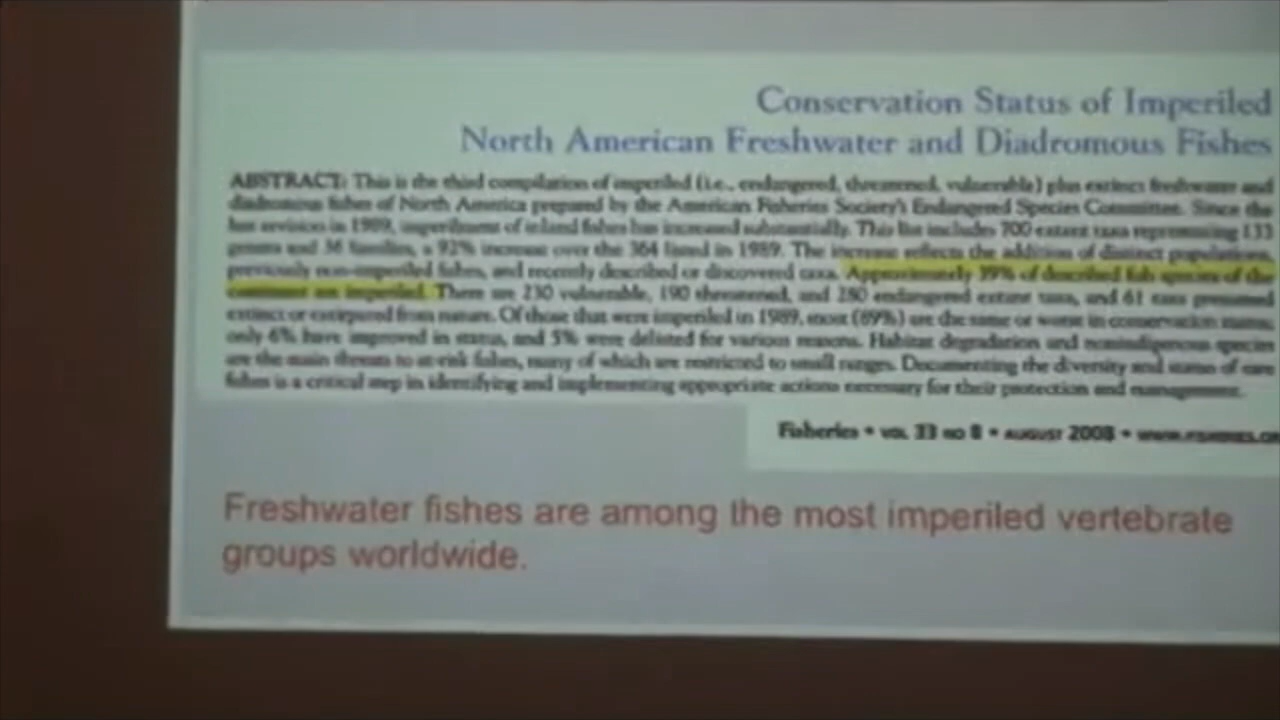 Conservation Status of Imperiled
North American Freshwater and Diadromous Fishes
ABSTRACT: This is the third compilation of imperiled (i.e., endangered, threatened, vulnerable) plus extinct freshwater and
diadromous fishes of North America prepared by the American Fisheries Society's Endangered Species Committee. Since the
last revision in 1989, imperilment of inland fishes has increased substantially. This list includes 700 extant taxa representing 133
genera and 36 families, a 92% increase over the 364 listed in 1989. The increase reflects the addition of distinct populations,
previously non-imperiled fishes, and recently described or discovered taxa. Approximately 39% of described fish species of the
continent are imperiled. There are 230 vulnerable, 190 threatened, and 280 endangered extant taxa, and 61 taxa presumed
extinct or extirpated from nature. Of those that were imperiled in 1989, most (89%) are the same or worse in conservation status;
only 6% have improved in status, and 5% were delisted for various reasons. Habitat degradation and nonindigenous species
are the main threats to at-risk fishes, many of which are restricted to small ranges. Documenting the diversity and status of rare
fishes is a critical step in identifying and implementing appropriate actions necessary for their protection and management.
Fisheries • VOL 33 NO 8 • AUGUST 2008 • WWW.FISHERIES.O
Freshwater fishes are among the most imperiled vertebrate
groups worldwide.